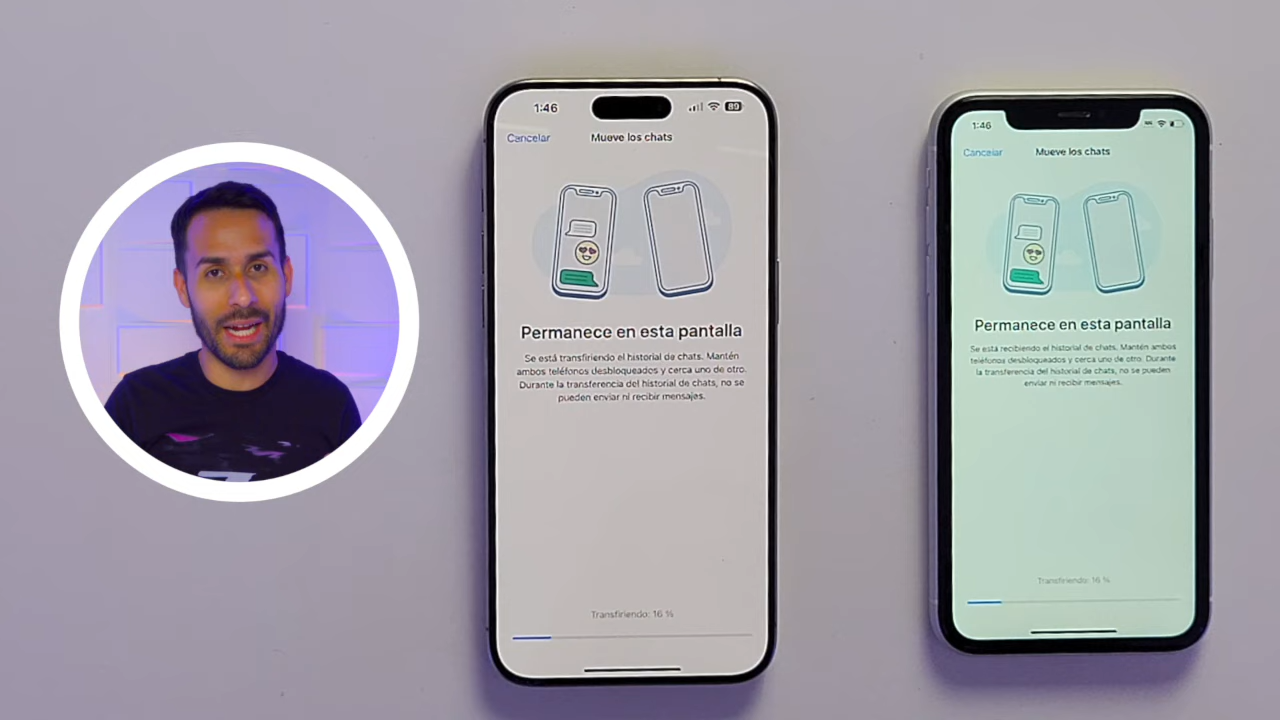 1:46
89
Cancelar
Mueve los chats
Permanece en esta pantalla
Se está transfiriendo el historial de chats. Mantén
ambos teléfonos desbloqueados y cerca uno de otro.
Durante la transferencia del historial de chats, no se
pueden enviar ni recibir mensajes.
Transfiriendo: 16 %
1:46
Cancelar
Mueve los chats
Permanece en esta pantalla
Se está recibiendo el historial de chats. Mantén ambos
teléfonos desbloqueados y cerca uno de otro. Durante
la transferencia del historial de chats, no se pueden
enviar ni recibir mensajes.
Transfiriendo: 16 %